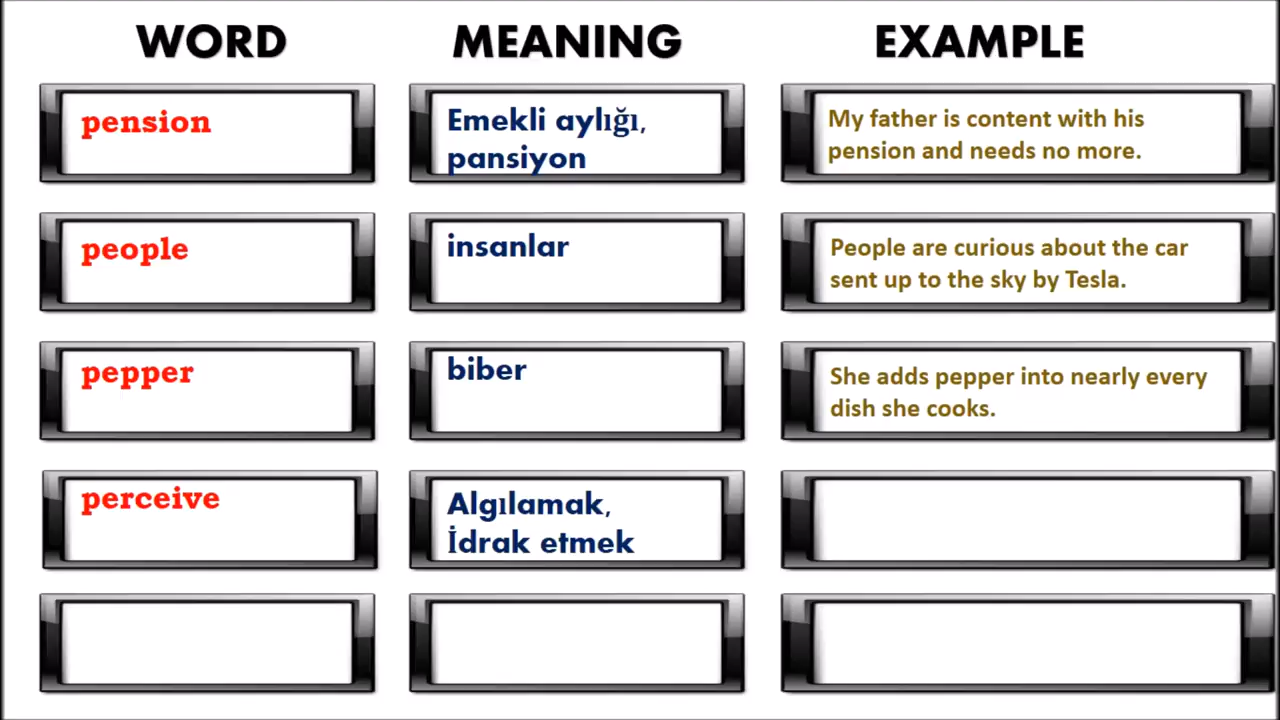 WORD MEANING EXAMPLE
pension
Emekli aylığı,
pansiyon
My father is content with his
pension and needs no more.
people
insanlar
People are curious about the car
sent up to the sky by Tesla.
pepper
biber
She adds pepper into nearly every
dish she cooks.
perceive
Algılamak,
İdrak etmek